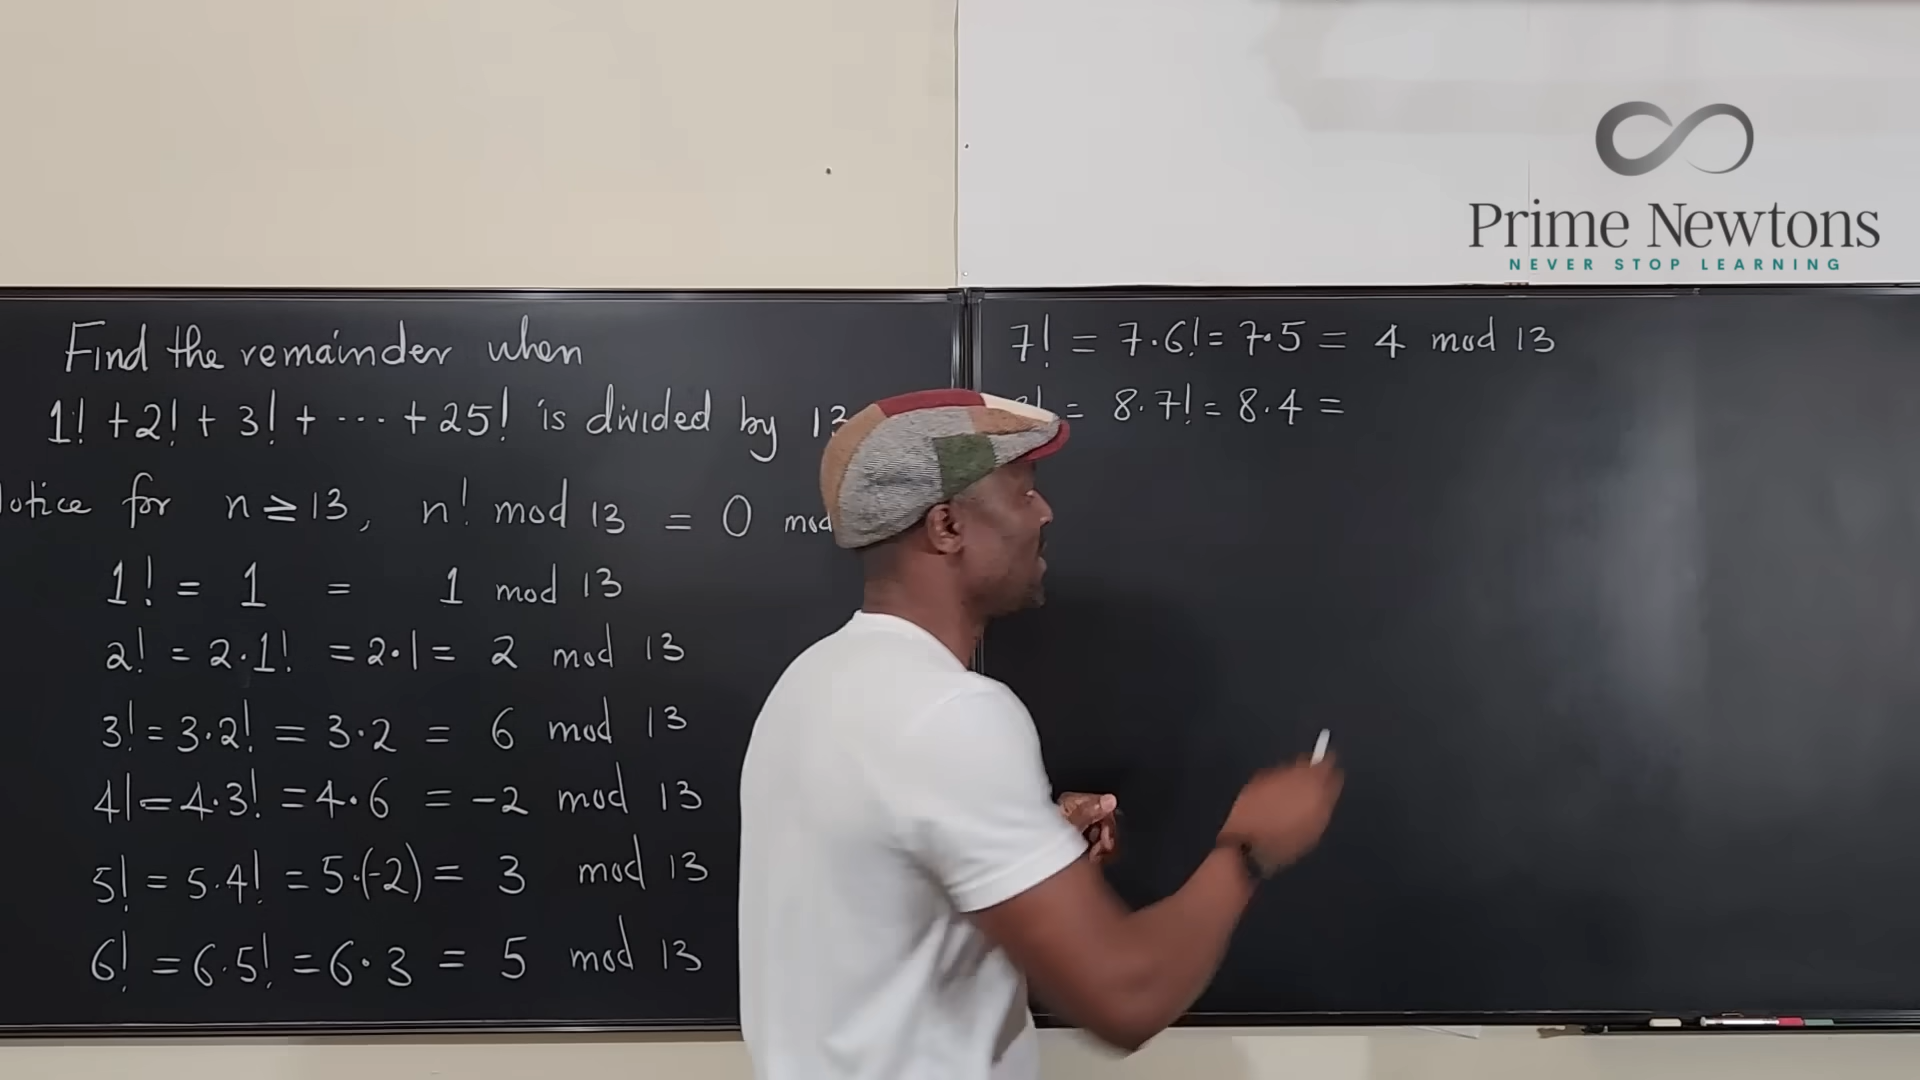 Prime Newtons
NEVER STOP LEARNING
Find the remainder when
1! + 2! + 3! + ... + 25! is divided by 13
for n ≥ 13, n! mod 13 = 0
1! = 1 = 1 mod 13
2! = 2·1! = 2·1 = 2 mod 13
3! = 3·2! = 3·2 = 6 mod 13
4! = 4·3! = 4·6 = -2 mod 13
5! = 5·4! = 5·(-2) = 3 mod 13
6! = 6·5! = 6·3 = 5 mod 13
7! = 7·6! = 7·5 = 4 mod 13
= 8·7! = 8·4 =